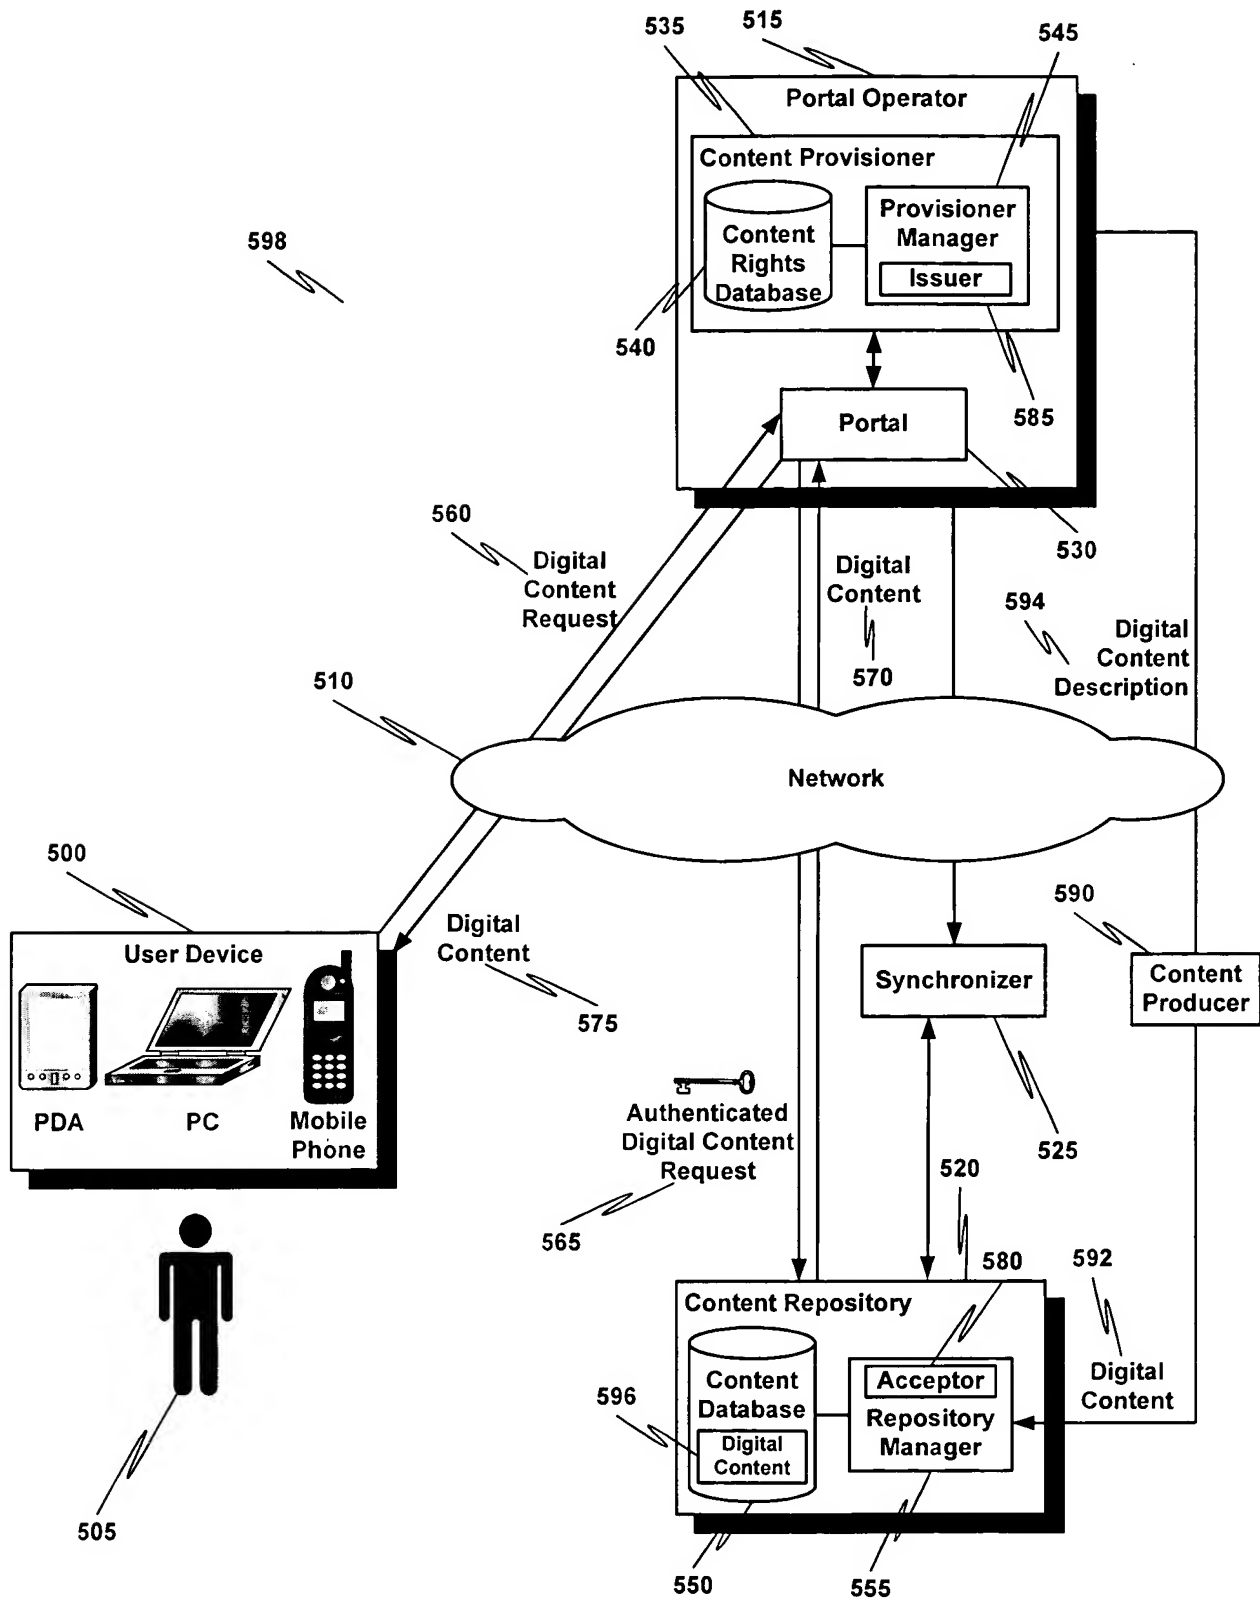 535
515
545
Portal Operator
Content Provisioner
Content
Rights
Database
Provisioner
Manager
Issuer
598
540
585
Portal
530
560
Digital
Content
Request
Digital
Content
570
594
Digital
Content
Description
510
Network
500
User Device
PDA
PC
Mobile
Phone
Digital
Content
575
590
Synchronizer
Content
Producer
525
Authenticated
Digital Content
Request
565
520
580
592
Content Repository
Content
Database
Digital
Content
Acceptor
Repository
Manager
Digital
Content
596
505
550
555